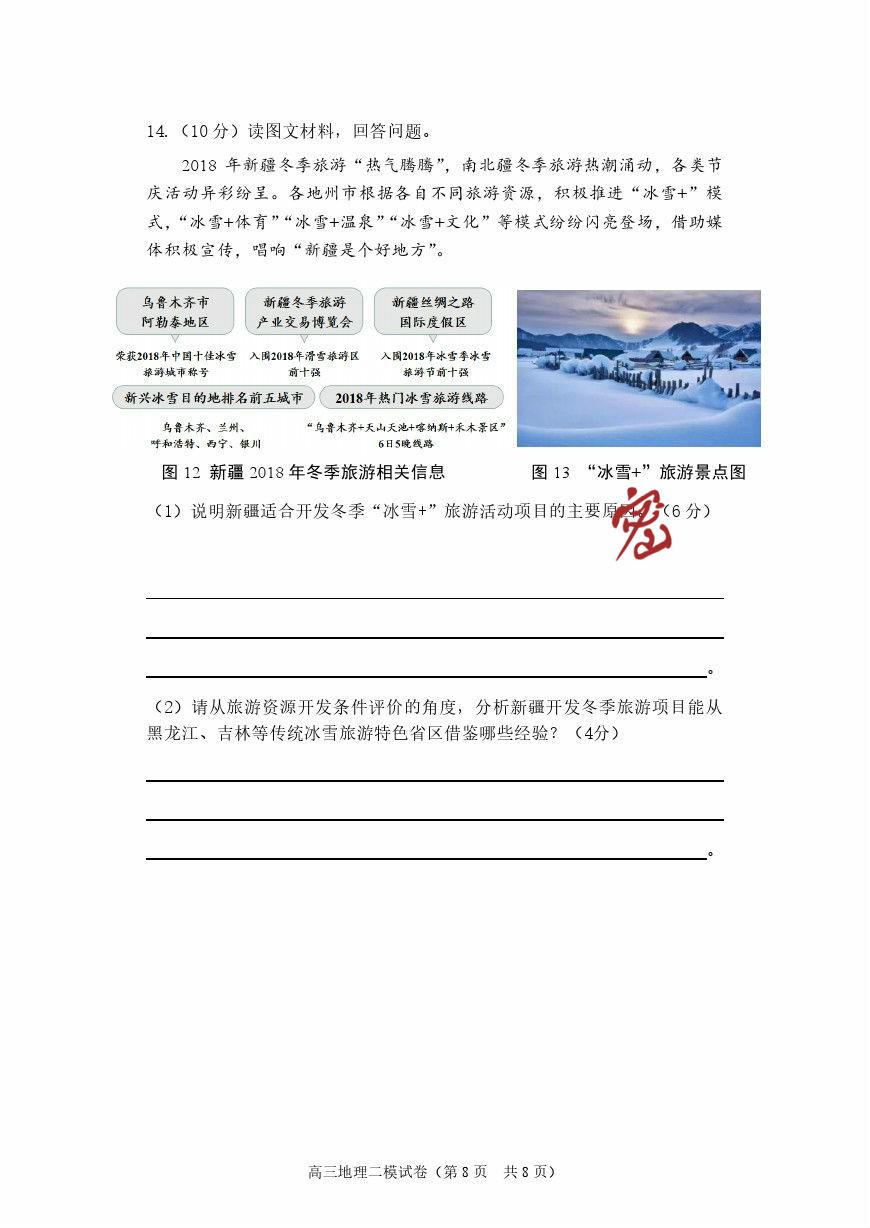 14.（10 分）读图文材料，回答问题。
2018 年新疆冬季旅游“热气腾腾”，南北疆冬季旅游热潮涌动，各类节
庆活动异彩纷呈。各地州市根据各自不同旅游资源，积极推进“冰雪+”模
式，“冰雪+体育”“冰雪+温泉”“冰雪+文化”等模式纷纷闪亮登场，借助媒
体积极宣传，唱响“新疆是个好地方”。
乌鲁木齐市
阿勒泰地区
荣获2018年中国十佳冰雪
旅游城市称号
新疆冬季旅游
产业交易博览会
入围2018年滑雪旅游区
前十强
新疆丝绸之路
国际度假区
入围2018年冰雪季冰雪
旅游节前十强
新兴冰雪目的地排名前五城市
乌鲁木齐、兰州、
呼和浩特、西宁、银川
2018年热门冰雪旅游线路
“乌鲁木齐+天山天池+喀纳斯+禾木景区”
6日5晚线路
图 12 新疆 2018 年冬季旅游相关信息
图 13 “冰雪+”旅游景点图
（1）说明新疆适合开发冬季“冰雪+”旅游活动项目的主要原（6 分）
密
。
（2）请从旅游资源开发条件评价的角度，分析新疆开发冬季旅游项目能从
黑龙江、吉林等传统冰雪旅游特色省区借鉴哪些经验？（4分）
。
高三地理二模试卷（第 8 页 共 8 页）